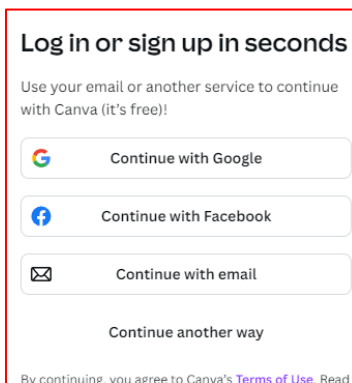 Log in or sign up in seconds
Use your email or another service to continue
with Canva (it's free)!
Continue with Google
Continue with Facebook
Continue with email
Continue another way
By continuing, you agree to Canva's Terms of Use. Read